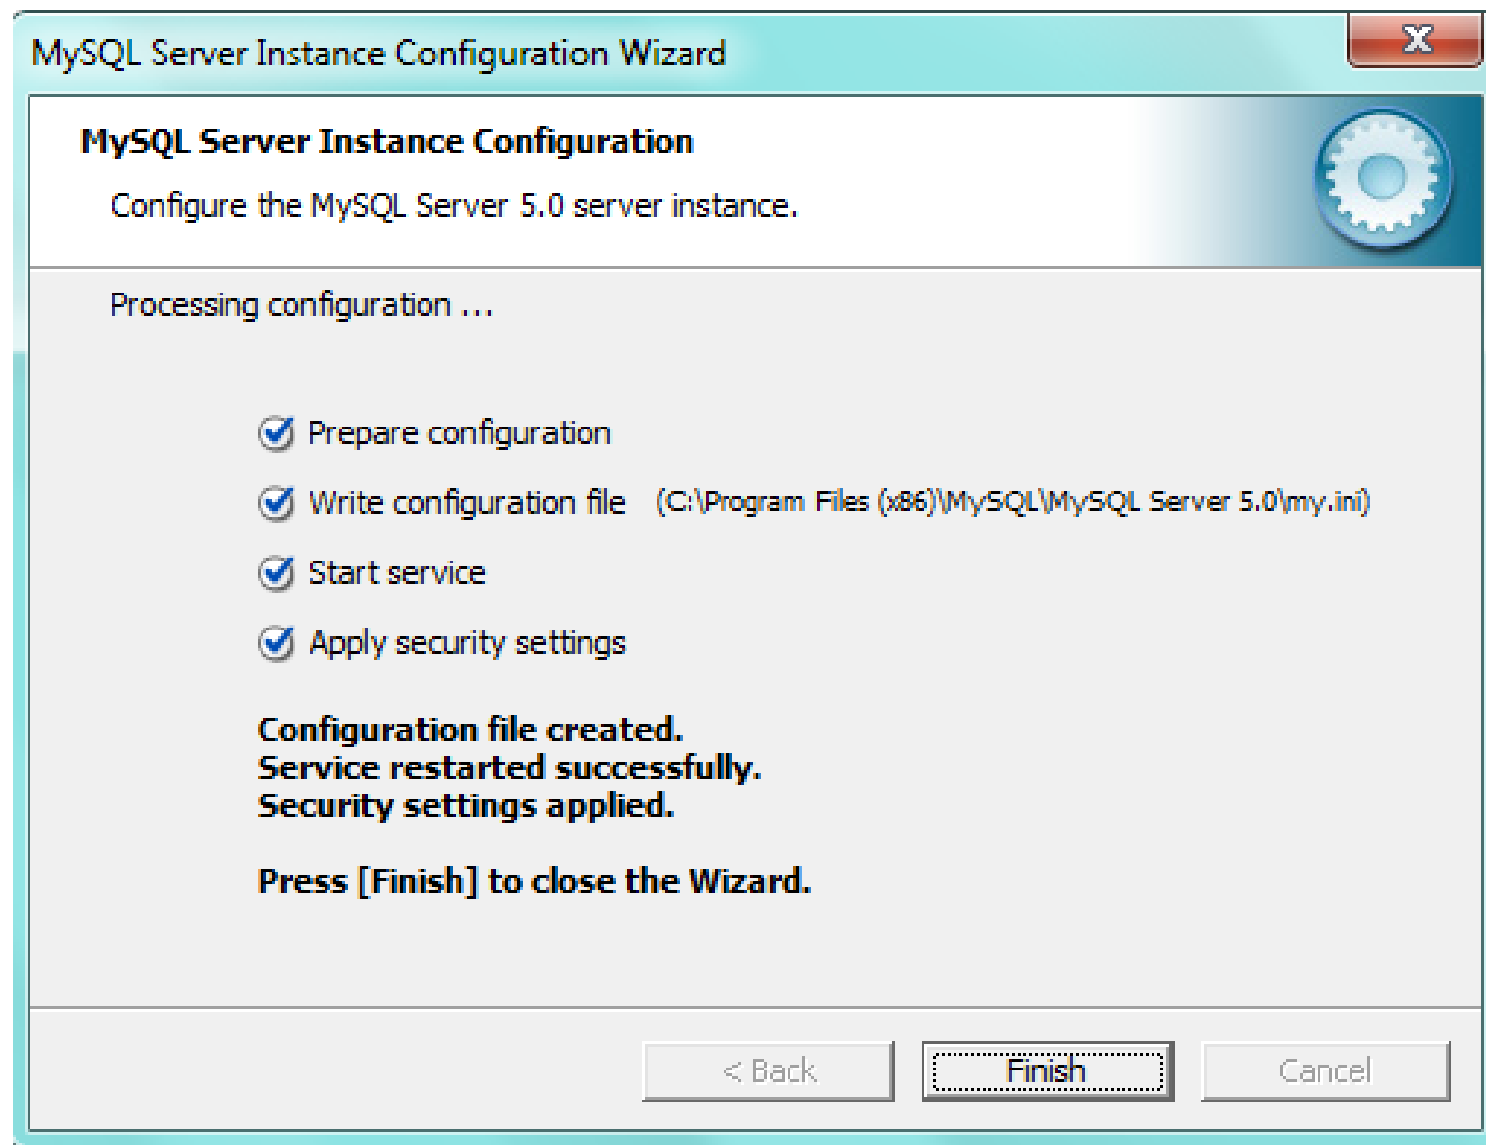 MySQL Server Instance Configuration Wizard
MySQL Server Instance Configuration
Configure the MySQL Server 5.0 server instance.
Processing configuration ...
Prepare configuration
Write configuration file (C:\Program Files (x86)\MySQL\MySQL Server 5.0\my.ini)
Start service
Apply security settings
Configuration file created.
Service restarted successfully.
Security settings applied.
Press [Finish] to close the Wizard.
< Back Finish Cancel